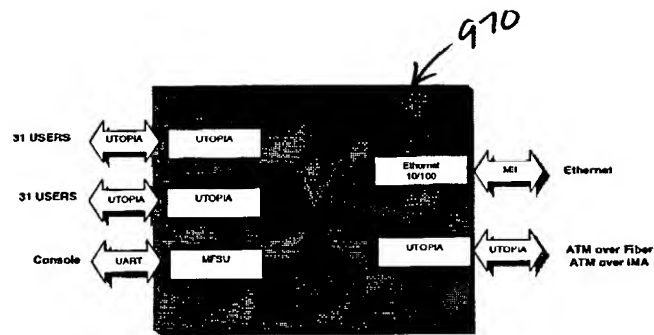 970
31 USERS UTOPIA UTOPIA
Ethernet 10/100 MII Ethernet
31 USERS UTOPIA UTOPIA
UTOPIA UTOPIA ATM over Fiber
ATM over IMA
Console UART MFSU